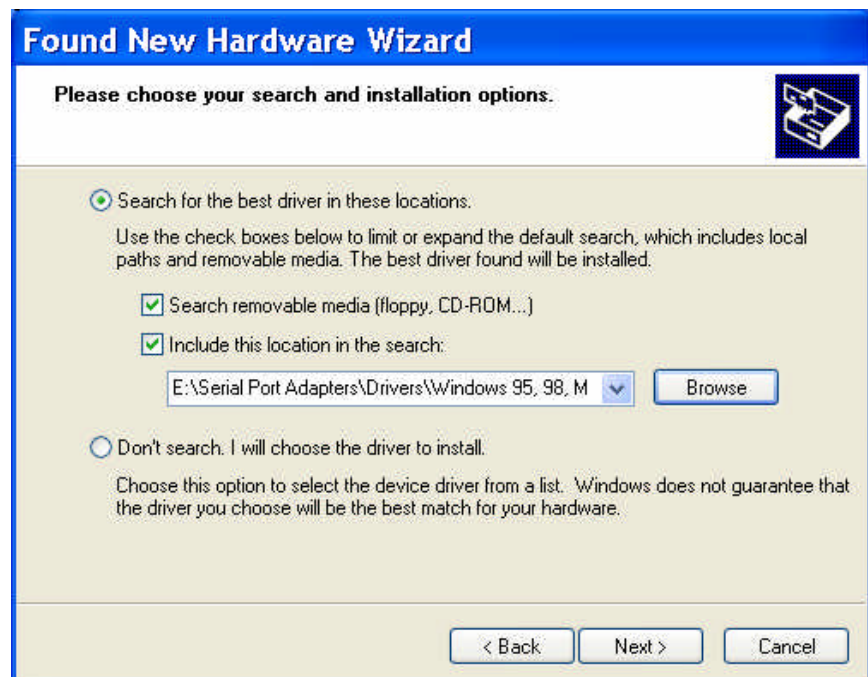 Found New Hardware Wizard
Please choose your search and installation options.
Search for the best driver in these locations.
Use the check boxes below to limit or expand the default search, which includes local
paths and removable media. The best driver found will be installed.
Search removable media (floppy, CD-ROM...)
Include this location in the search:
E:\Serial Port Adapters\Drivers\Windows 95, 98, M
Browse
Don't search. I will choose the driver to install.
Choose this option to select the device driver from a list.  Windows does not guarantee that
the driver you choose will be the best match for your hardware.
< Back
Next >
Cancel